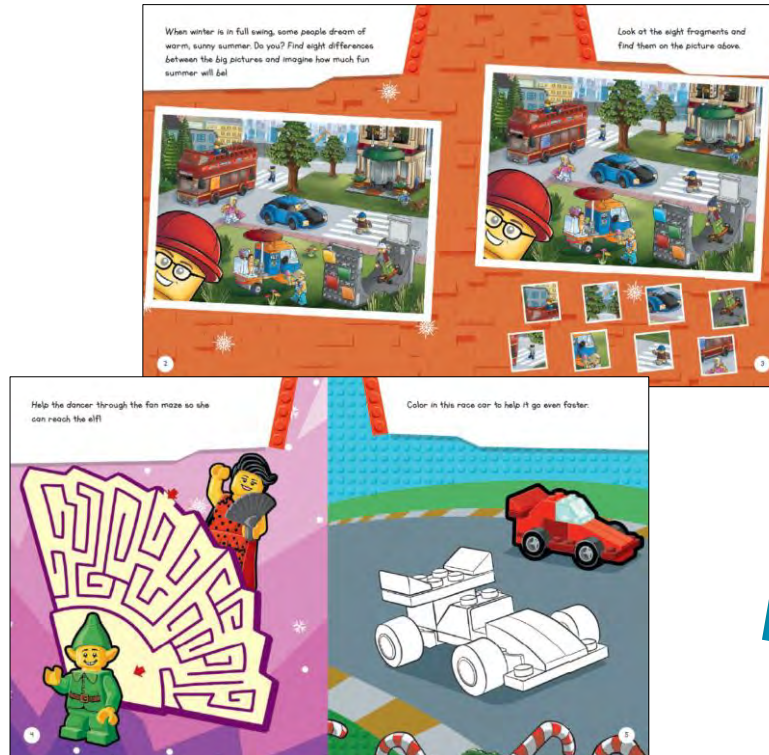 When winter is in full swing, some people dream of
warm, sunny summer. Do you? Find eight differences
between the big pictures and imagine how much fun
summer will be!
Look at the eight fragments and
find them on the picture above.
2
3
Help the dancer through the fan maze so she
can reach the elf!
Color in this race car to help it go even faster.
4
5